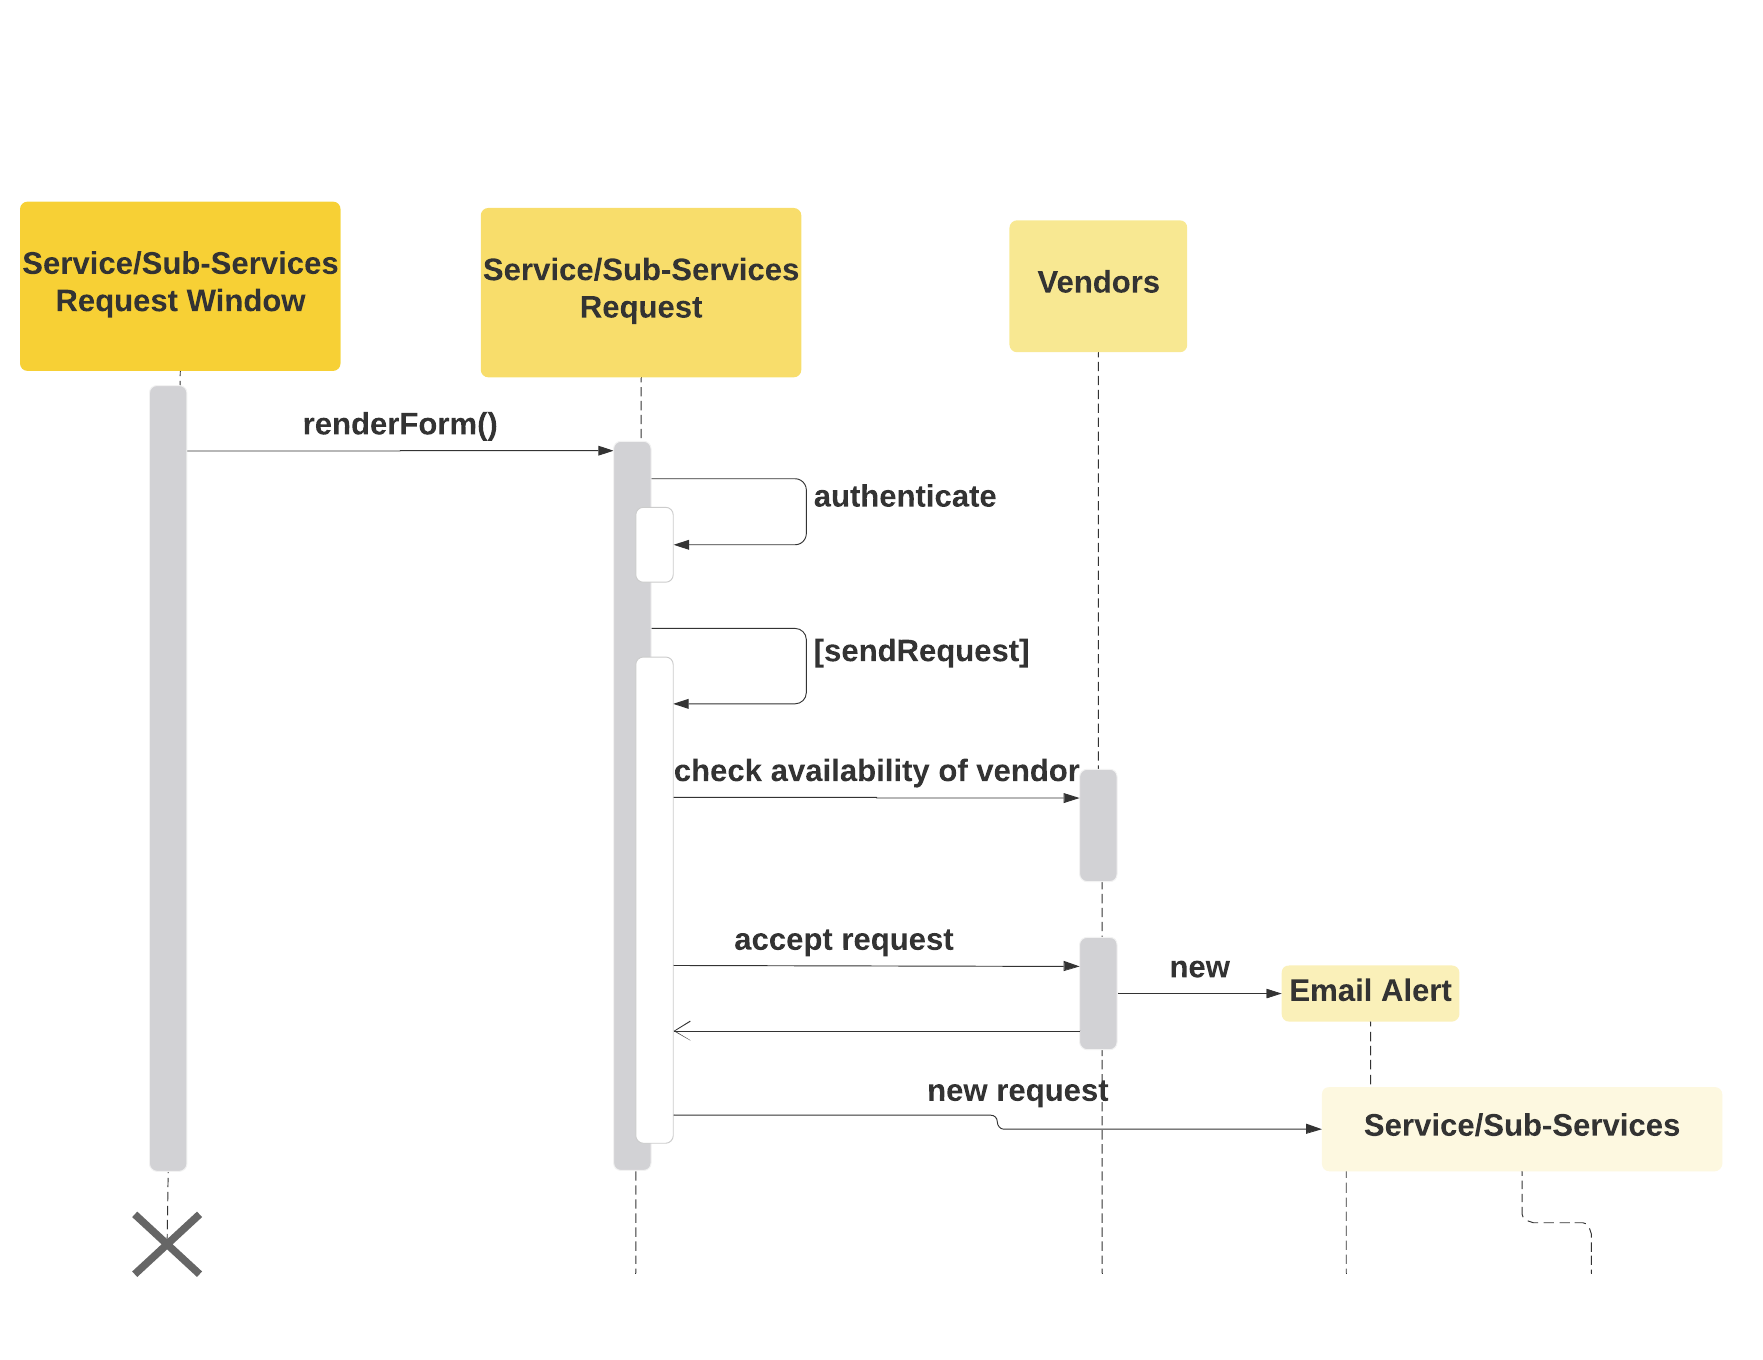 Service/Sub-Services
Request Window
Service/Sub-Services
Request
Vendors
renderForm()
authenticate
[sendRequest]
check availability of vendor
accept request
new
Email Alert
new request
Service/Sub-Services